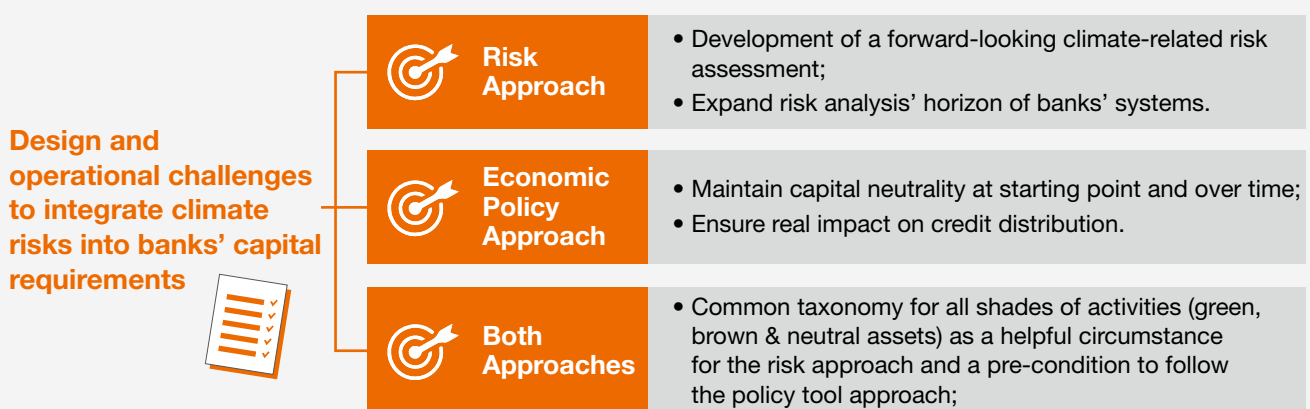 Design and
operational challenges
to integrate climate
risks into banks’ capital
requirements
Risk
Approach
• Development of a forward-looking climate-related risk
assessment;
• Expand risk analysis’ horizon of banks’ systems.
Economic
Policy
Approach
• Maintain capital neutrality at starting point and over time;
• Ensure real impact on credit distribution.
Both
Approaches
• Common taxonomy for all shades of activities (green,
brown & neutral assets) as a helpful circumstance
for the risk approach and a pre-condition to follow
the policy tool approach;